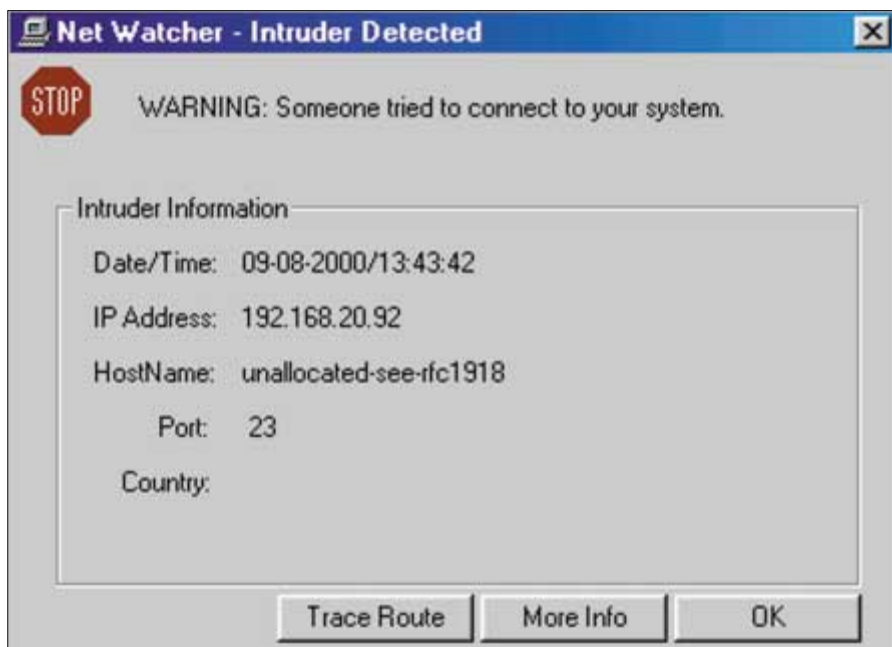 Net Watcher - Intruder Detected
STOP
WARNING: Someone tried to connect to your system.
Intruder Information
Date/Time: 09-08-2000/13:43:42
IP Address: 192.168.20.92
HostName: unallocated-see-rfc1918
Port: 23
Country:
Trace Route
More Info
OK